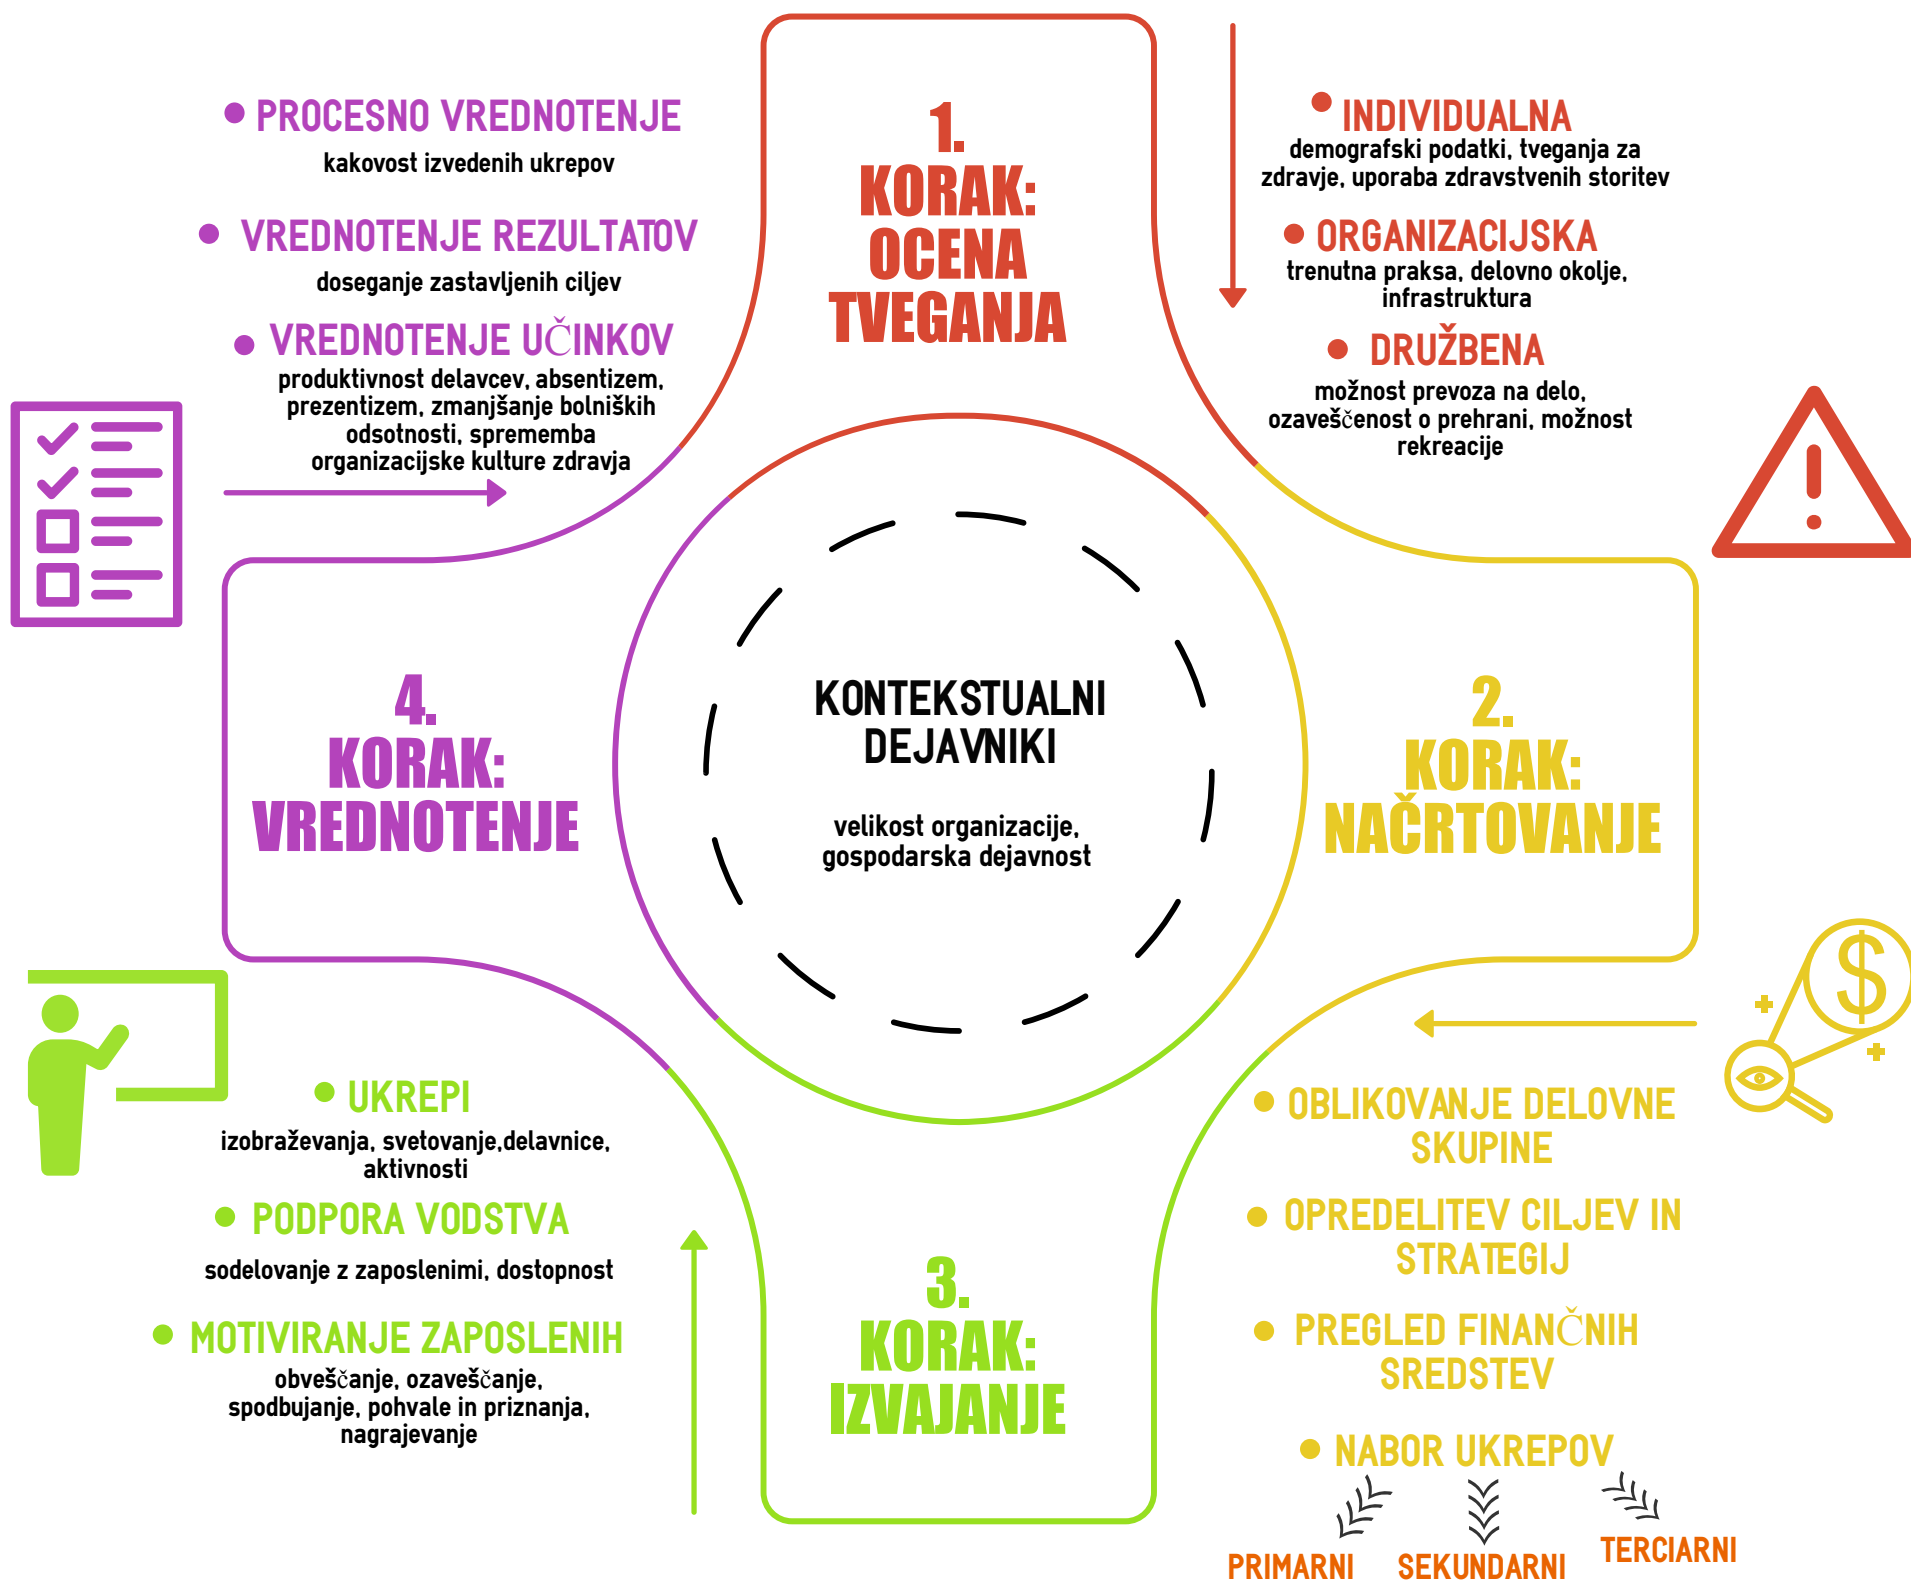 1.
KORAK:
OCENA
TVEGANJA
INDIVIDUALNA
demografski podatki, tveganja za
zdravje, uporaba zdravstvenih storitev
ORGANIZACIJSKA
trenutna praksa, delovno okolje,
infrastruktura
DRUŽBENA
možnost prevoza na delo,
ozaveščenost o prehrani, možnost
rekreacije
2.
KORAK:
NAČRTOVANJE
OBLIKOVANJE DELOVNE
SKUPINE
OPREDELITEV CILJEV IN
STRATEGIJ
PREGLED FINANČNIH
SREDSTEV
NABOR UKREPOV
PRIMARNI
SEKUNDARNI
TERCIARNI
3.
KORAK:
IZVAJANJE
UKREPI
izobraževanja, svetovanje,delavnice,
aktivnosti
PODPORA VODSTVA
sodelovanje z zaposlenimi, dostopnost
MOTIVIRANJE ZAPOSLENIH
obveščanje, ozaveščanje,
spodbujanje, pohvale in priznanja,
nagrajevanje
4.
KORAK:
VREDNOTENJE
PROCESNO VREDNOTENJE
kakovost izvedenih ukrepov
VREDNOTENJE REZULTATOV
doseganje zastavljenih ciljev
VREDNOTENJE UČINKOV
produktivnost delavcev, absentizem,
prezentizem, zmanjšanje bolniških
odsotnosti, sprememba
organizacijske kulture zdravja
KONTEKSTUALNI
DEJAVNIKI
velikost organizacije,
gospodarska dejavnost
$